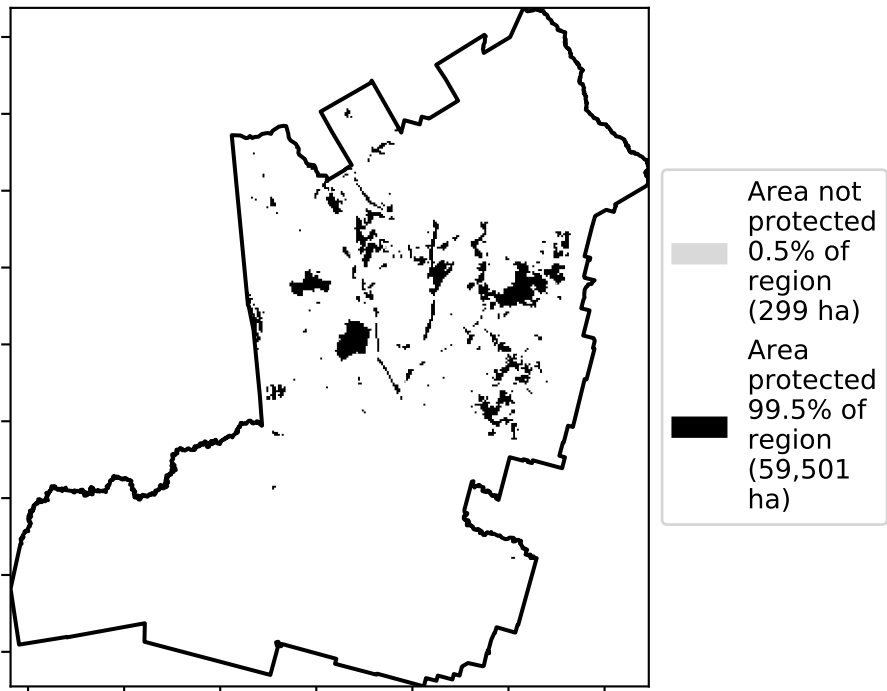 Area not
protected
0.5% of
region
(299 ha)
Area
protected
99.5% of
region
(59,501
ha)